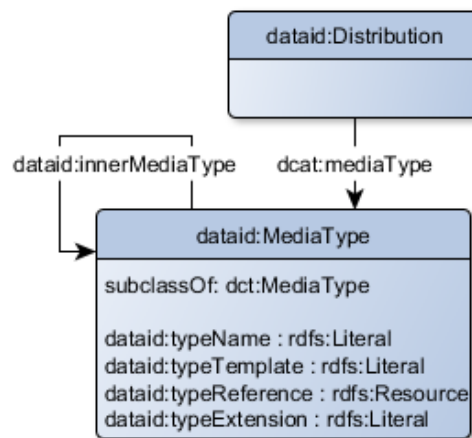 dataid:Distribution
dataid:innerMediaType
dcat:mediaType
dataid:MediaType
subclassOf: dct:MediaType
dataid:typeName : rdfs:Literal
dataid:typeTemplate : rdfs:Literal
dataid:typeReference : rdfs:Resource
dataid:typeExtension : rdfs:Literal